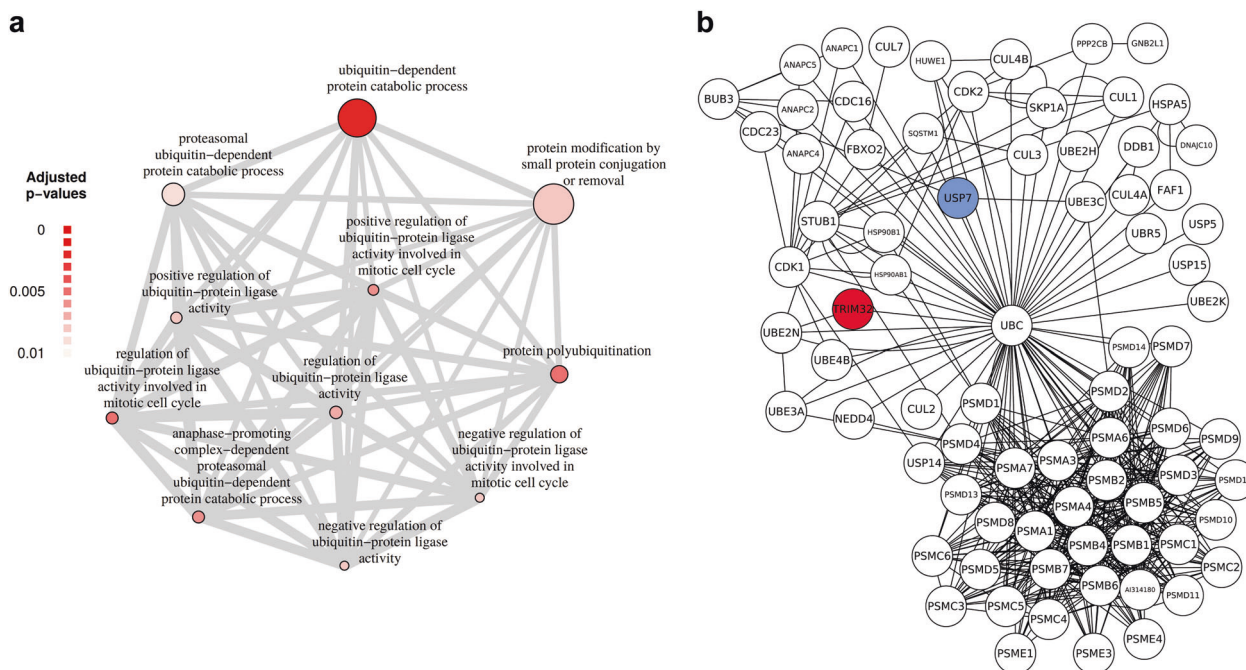 a
ubiquitin–dependent
protein catabolic process
proteasomal
ubiquitin–dependent
protein catabolic process
protein modification by
small protein conjugation
or removal
Adjusted
p-values
0
0.005
0.01
positive regulation of
ubiquitin–protein ligase
activity involved in
mitotic cell cycle
positive regulation of
ubiquitin–protein ligase
activity
regulation of
ubiquitin–protein ligase
activity involved in
mitotic cell cycle
regulation of
ubiquitin–protein ligase
activity
protein polyubiquitination
anaphase–promoting
complex–dependent
proteasomal
ubiquitin–dependent
protein catabolic process
negative regulation of
ubiquitin–protein ligase
activity involved in
mitotic cell cycle
negative regulation of
ubiquitin–protein ligase
activity
b
ANAPC1
CUL7
PPP2CB
GNB2L1
ANAPC5
HUWE1
CUL4B
BUB3
ANAPC2
CDC16
CDK2
SKP1A
CUL1
HSPA5
CDC23
ANAPC4
FBXO2
SQSTM1
CUL3
UBE2H
DDB1
DNAJC10
USP7
UBE3C
CUL4A
FAF1
STUB1
HSP90B1
UBR5
USP5
CDK1
HSP90AB1
USP15
TRIM32
UBC
UBE2K
UBE2N
UBE4B
PSMD14
PSMD7
UBE3A
NEDD4
CUL2
PSMD1
PSMD2
PSMD4
PSMA6
PSMD6
PSMD9
USP14
PSMA7
PSMA3
PSMB2
PSMD3
PSMD1
PSMD13
PSMA4
PSMB5
PSMD8
PSMA1
PSMD10
PSMC6
PSMB4
PSMB1
PSMC1
PSMC2
PSMD5
PSMB7
PSMB6
AI314180
PSMD11
PSMC3
PSMC5
PSMC4
PSME1
PSME3
PSME4